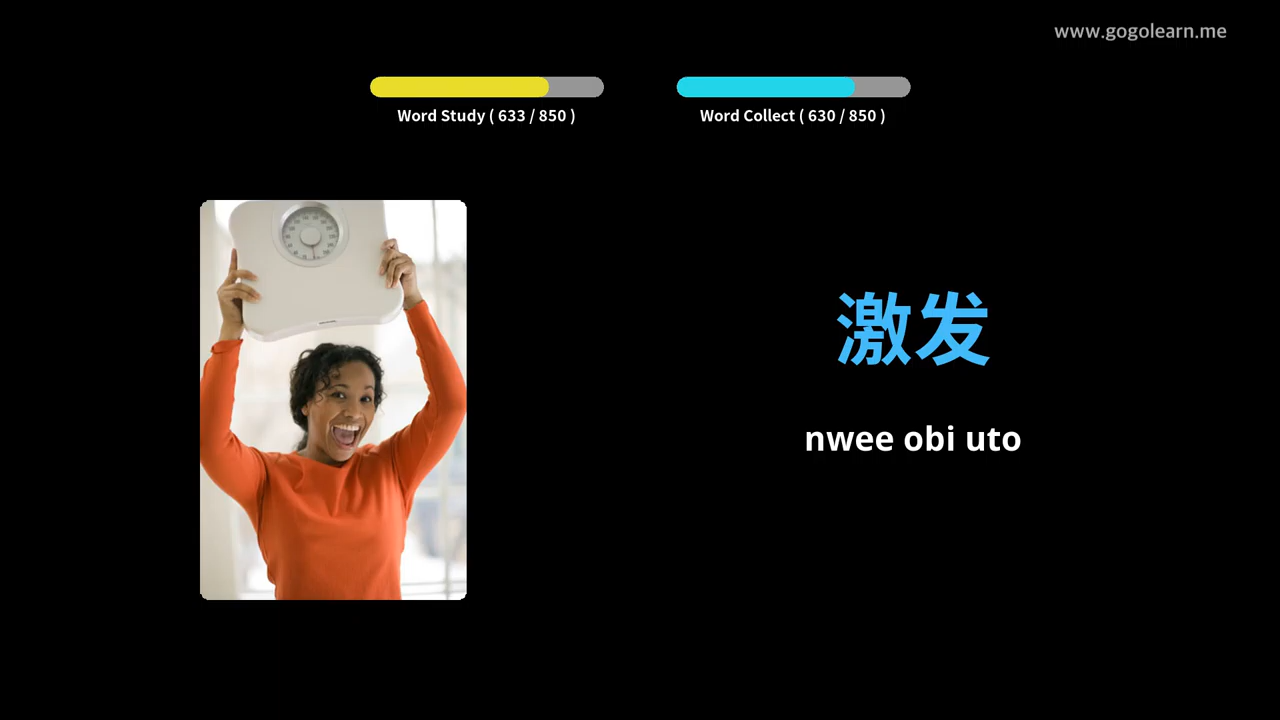 www.gogolearn.me
Word Study ( 633 / 850 )
Word Collect ( 630 / 850 )
激发
nwee obi uto